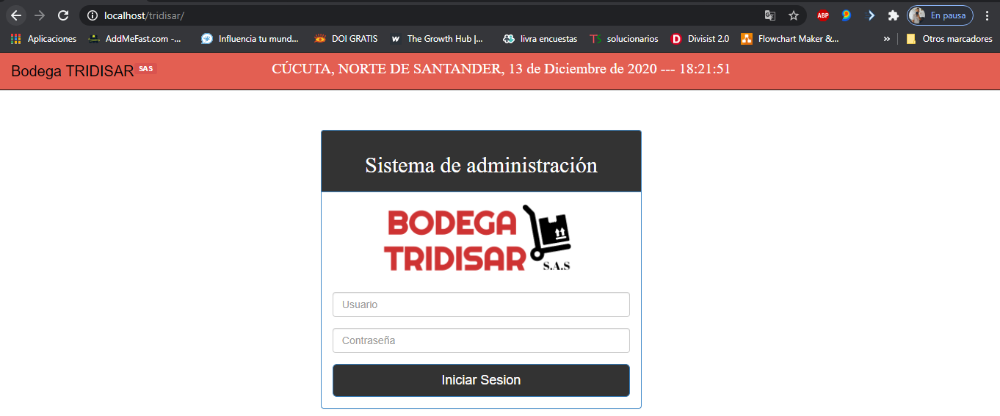 localhost/tridisar/
ABP
En pausa
Aplicaciones AddMeFast.com -... Influencia tu mund... DOI GRATIS w The Growth Hub |... livra encuestas TS solucionarios D Divisist 2.0 Flowchart Maker &... » Otros marcadores
Bodega TRIDISAR SAS
CÚCUTA, NORTE DE SANTANDER, 13 de Diciembre de 2020 --- 18:21:51
Sistema de administración
BODEGA
TRIDISAR
S.A.S
Usuario
Contraseña
Iniciar Sesion